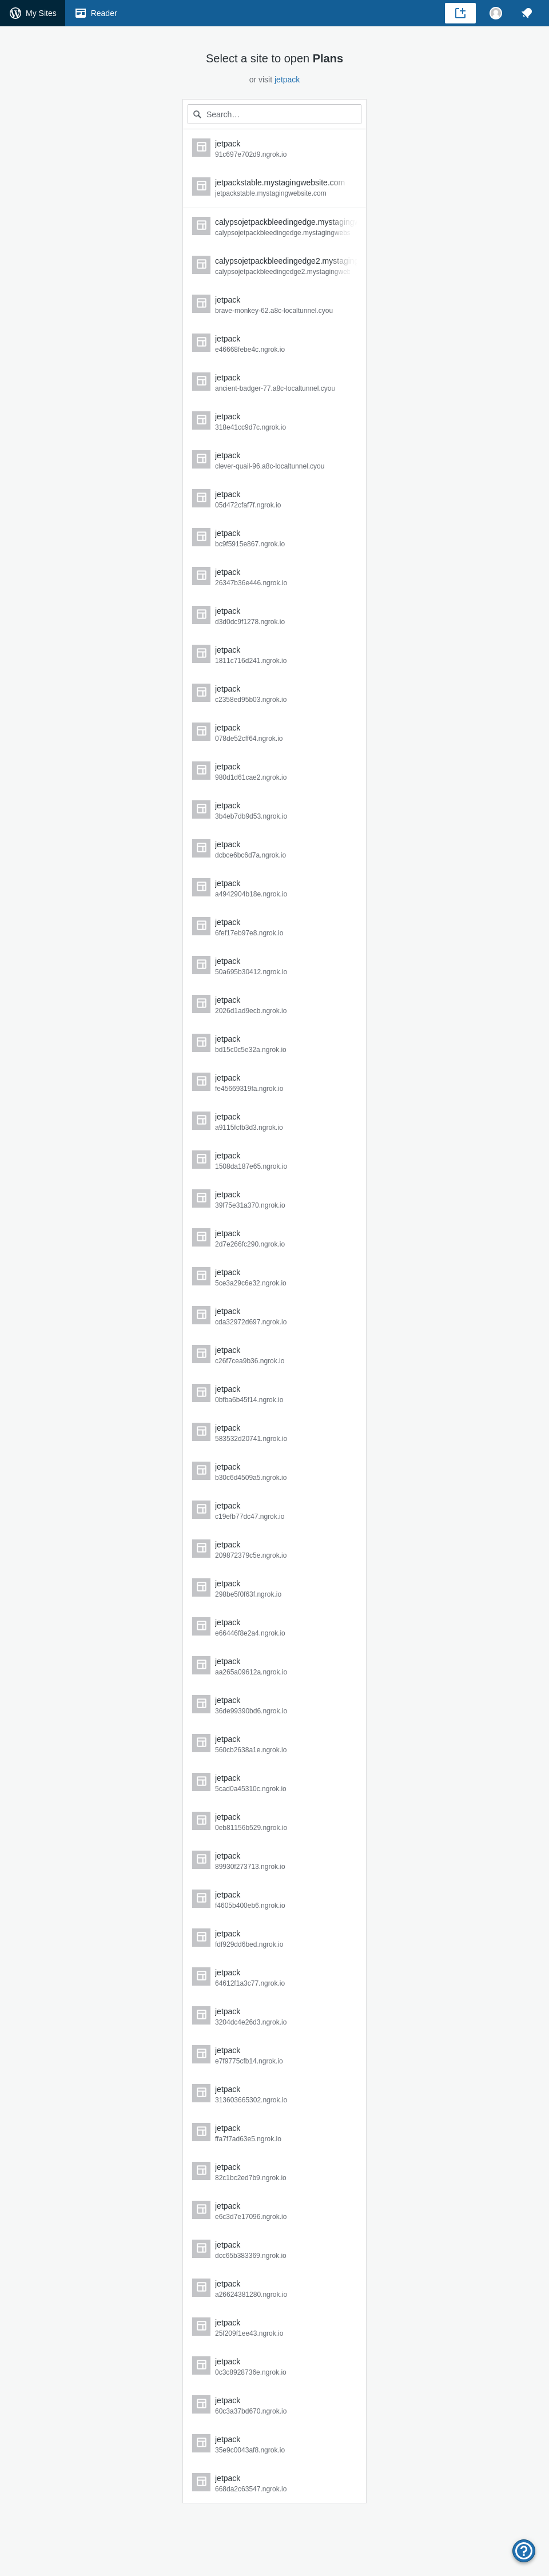 My Sites
Reader
Select a site to open Plans
or visit jetpack
Search…
jetpack
91c697e702d9.ngrok.io
jetpackstable.mystagingwebsite.com
jetpackstable.mystagingwebsite.com
calypsojetpackbleedingedge.mystaging
calypsojetpackbleedingedge.mystagingwebs
calypsojetpackbleedingedge2.mystagin
calypsojetpackbleedingedge2.mystagingweb
jetpack
brave-monkey-62.a8c-localtunnel.cyou
jetpack
e46668febe4c.ngrok.io
jetpack
ancient-badger-77.a8c-localtunnel.cyou
jetpack
318e41cc9d7c.ngrok.io
jetpack
clever-quail-96.a8c-localtunnel.cyou
jetpack
05d472cfaf7f.ngrok.io
jetpack
bc9f5915e867.ngrok.io
jetpack
26347b36e446.ngrok.io
jetpack
d3d0dc9f1278.ngrok.io
jetpack
1811c716d241.ngrok.io
jetpack
c2358ed95b03.ngrok.io
jetpack
078de52cff64.ngrok.io
jetpack
980d1d61cae2.ngrok.io
jetpack
3b4eb7db9d53.ngrok.io
jetpack
dcbce6bc6d7a.ngrok.io
jetpack
a4942904b18e.ngrok.io
jetpack
6fef17eb97e8.ngrok.io
jetpack
50a695b30412.ngrok.io
jetpack
2026d1ad9ecb.ngrok.io
jetpack
bd15c0c5e32a.ngrok.io
jetpack
fe45669319fa.ngrok.io
jetpack
a9115fcfb3d3.ngrok.io
jetpack
1508da187e65.ngrok.io
jetpack
39f75e31a370.ngrok.io
jetpack
2d7e266fc290.ngrok.io
jetpack
5ce3a29c6e32.ngrok.io
jetpack
cda32972d697.ngrok.io
jetpack
c26f7cea9b36.ngrok.io
jetpack
0bfba6b45f14.ngrok.io
jetpack
583532d20741.ngrok.io
jetpack
b30c6d4509a5.ngrok.io
jetpack
c19efb77dc47.ngrok.io
jetpack
209872379c5e.ngrok.io
jetpack
298be5f0f63f.ngrok.io
jetpack
e66446f8e2a4.ngrok.io
jetpack
aa265a09612a.ngrok.io
jetpack
36de99390bd6.ngrok.io
jetpack
560cb2638a1e.ngrok.io
jetpack
5cad0a45310c.ngrok.io
jetpack
0eb81156b529.ngrok.io
jetpack
89930f273713.ngrok.io
jetpack
f4605b400eb6.ngrok.io
jetpack
fdf929dd6bed.ngrok.io
jetpack
64612f1a3c77.ngrok.io
jetpack
3204dc4e26d3.ngrok.io
jetpack
e7f9775cfb14.ngrok.io
jetpack
313603665302.ngrok.io
jetpack
ffa7f7ad63e5.ngrok.io
jetpack
82c1bc2ed7b9.ngrok.io
jetpack
e6c3d7e17096.ngrok.io
jetpack
dcc65b383369.ngrok.io
jetpack
a26624381280.ngrok.io
jetpack
25f209f1ee43.ngrok.io
jetpack
0c3c8928736e.ngrok.io
jetpack
60c3a37bd670.ngrok.io
jetpack
35e9c0043af8.ngrok.io
jetpack
668da2c63547.ngrok.io